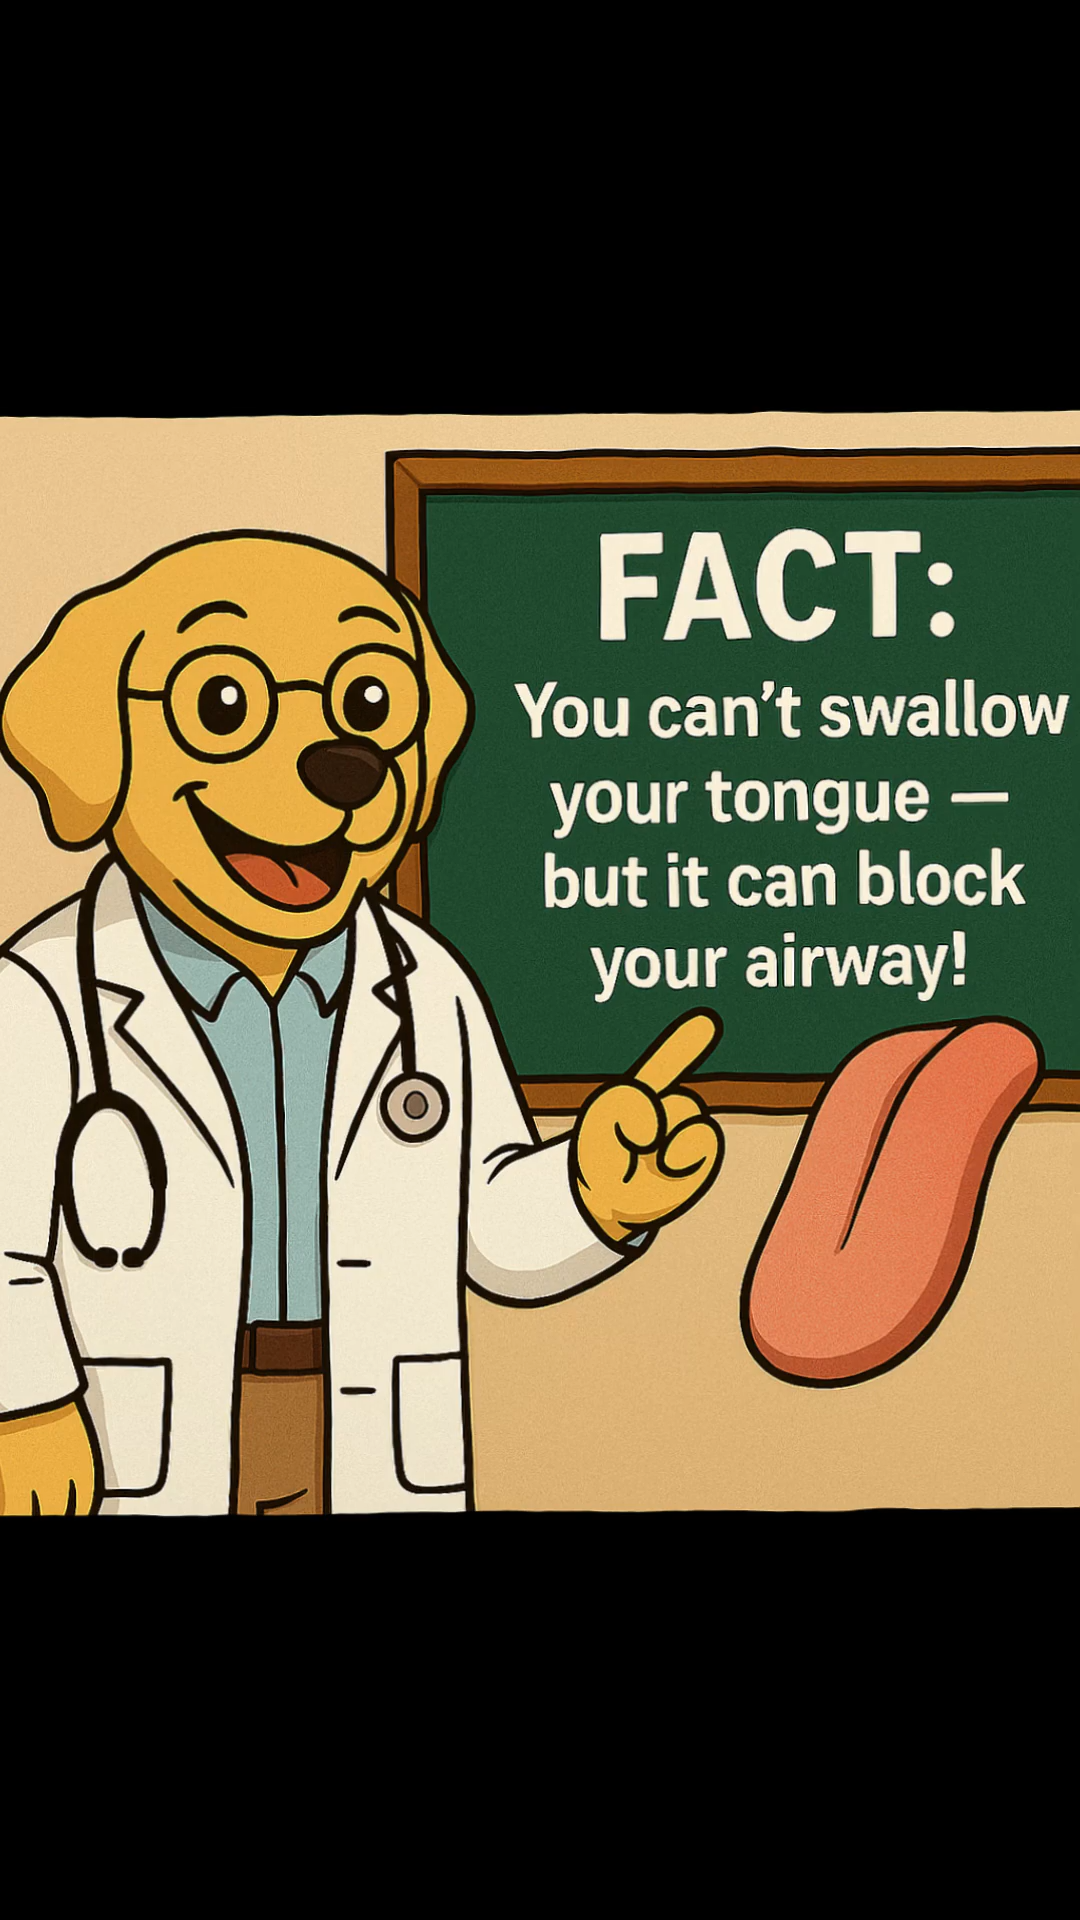 FACT:
You can’t swallow
your tongue —
but it can block
your airway!